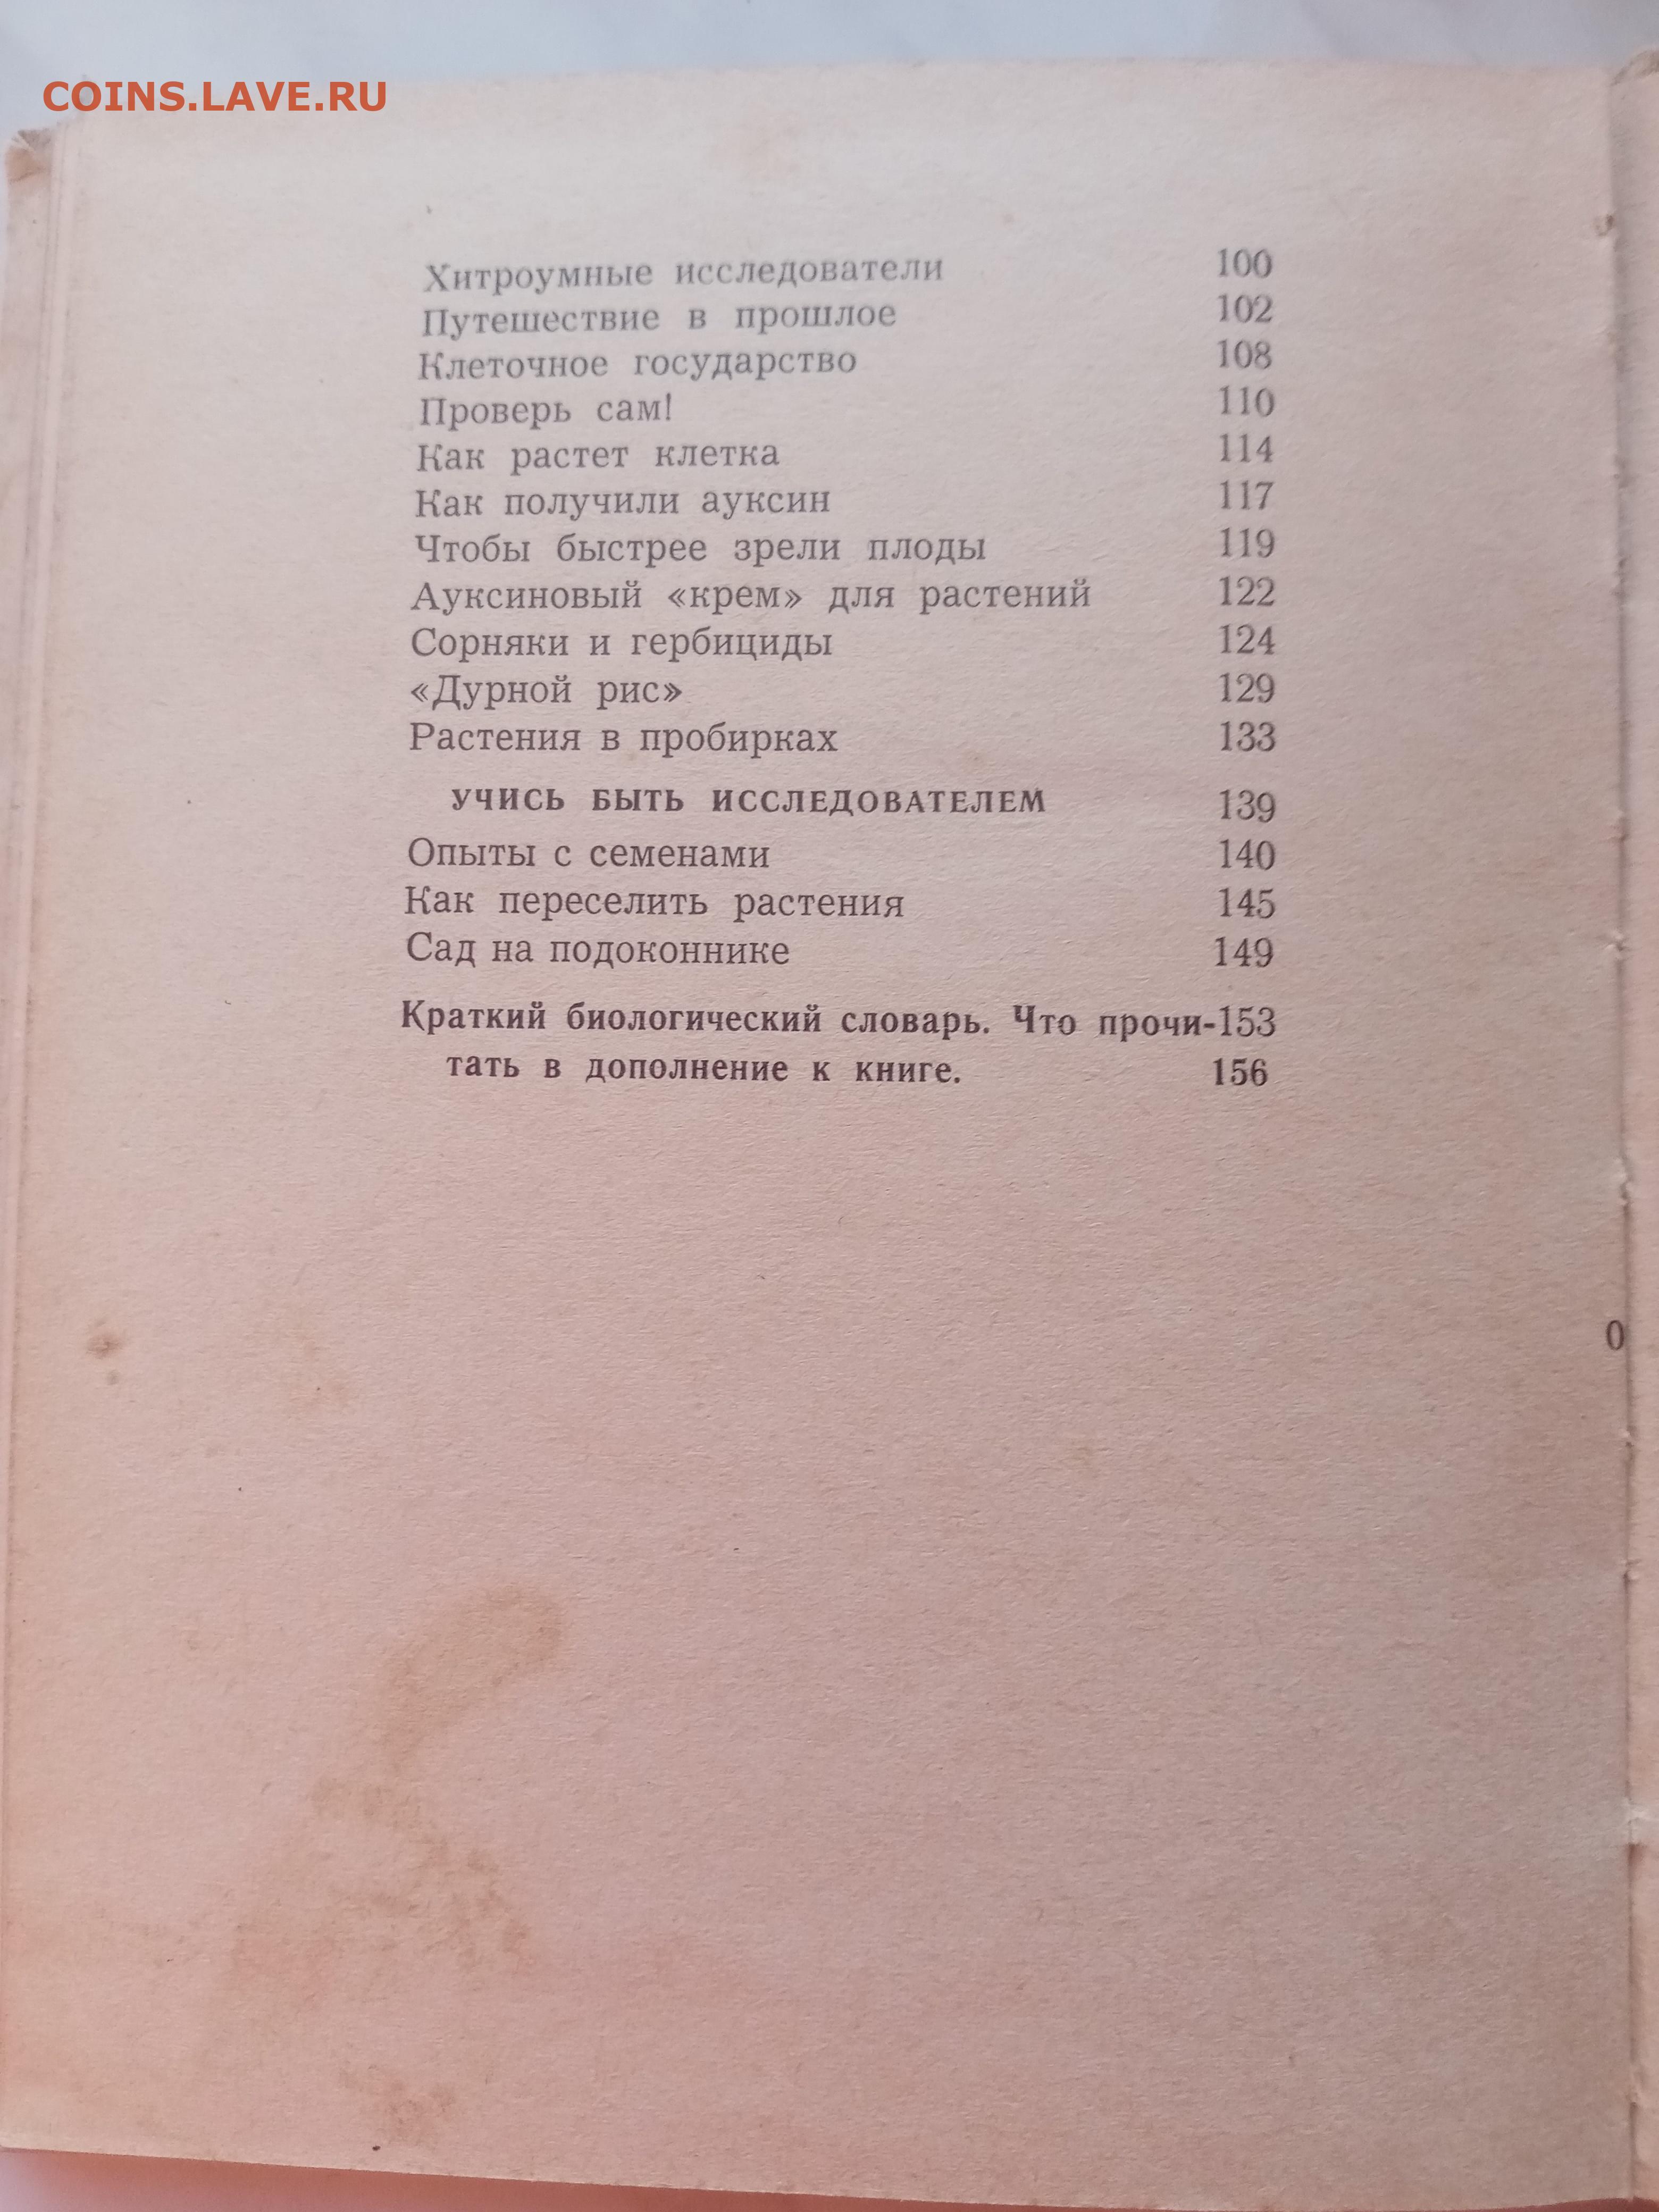 COINS.LAVE.RU
Хитроумные исследователи 100
Путешествие в прошлое 102
Клеточное государство 108
Проверь сам! 110
Как растет клетка 114
Как получили ауксин 117
Чтобы быстрее зрели плоды 119
Ауксиновый «крем» для растений 122
Сорняки и гербициды 124
«Дурной рис» 129
Растения в пробирках 133
УЧИСЬ БЫТЬ ИССЛЕДОВАТЕЛЕМ 139
Опыты с семенами 140
Как переселить растения 145
Сад на подоконнике 149
Краткий биологический словарь. Что прочи-153
тать в дополнение к книге. 156
0